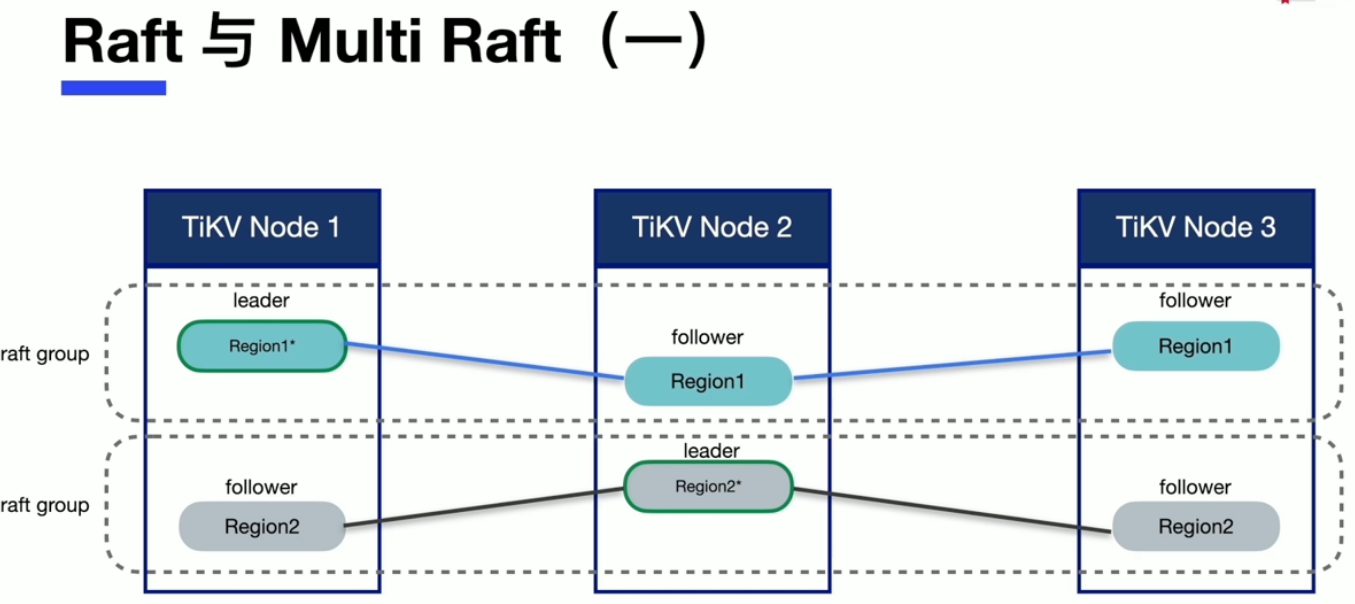 Raft 与 Multi Raft（一）
TiKV Node 1
TiKV Node 2
TiKV Node 3
raft group
leader
Region1*
follower
Region1
follower
Region1
raft group
follower
Region2
leader
Region2*
follower
Region2